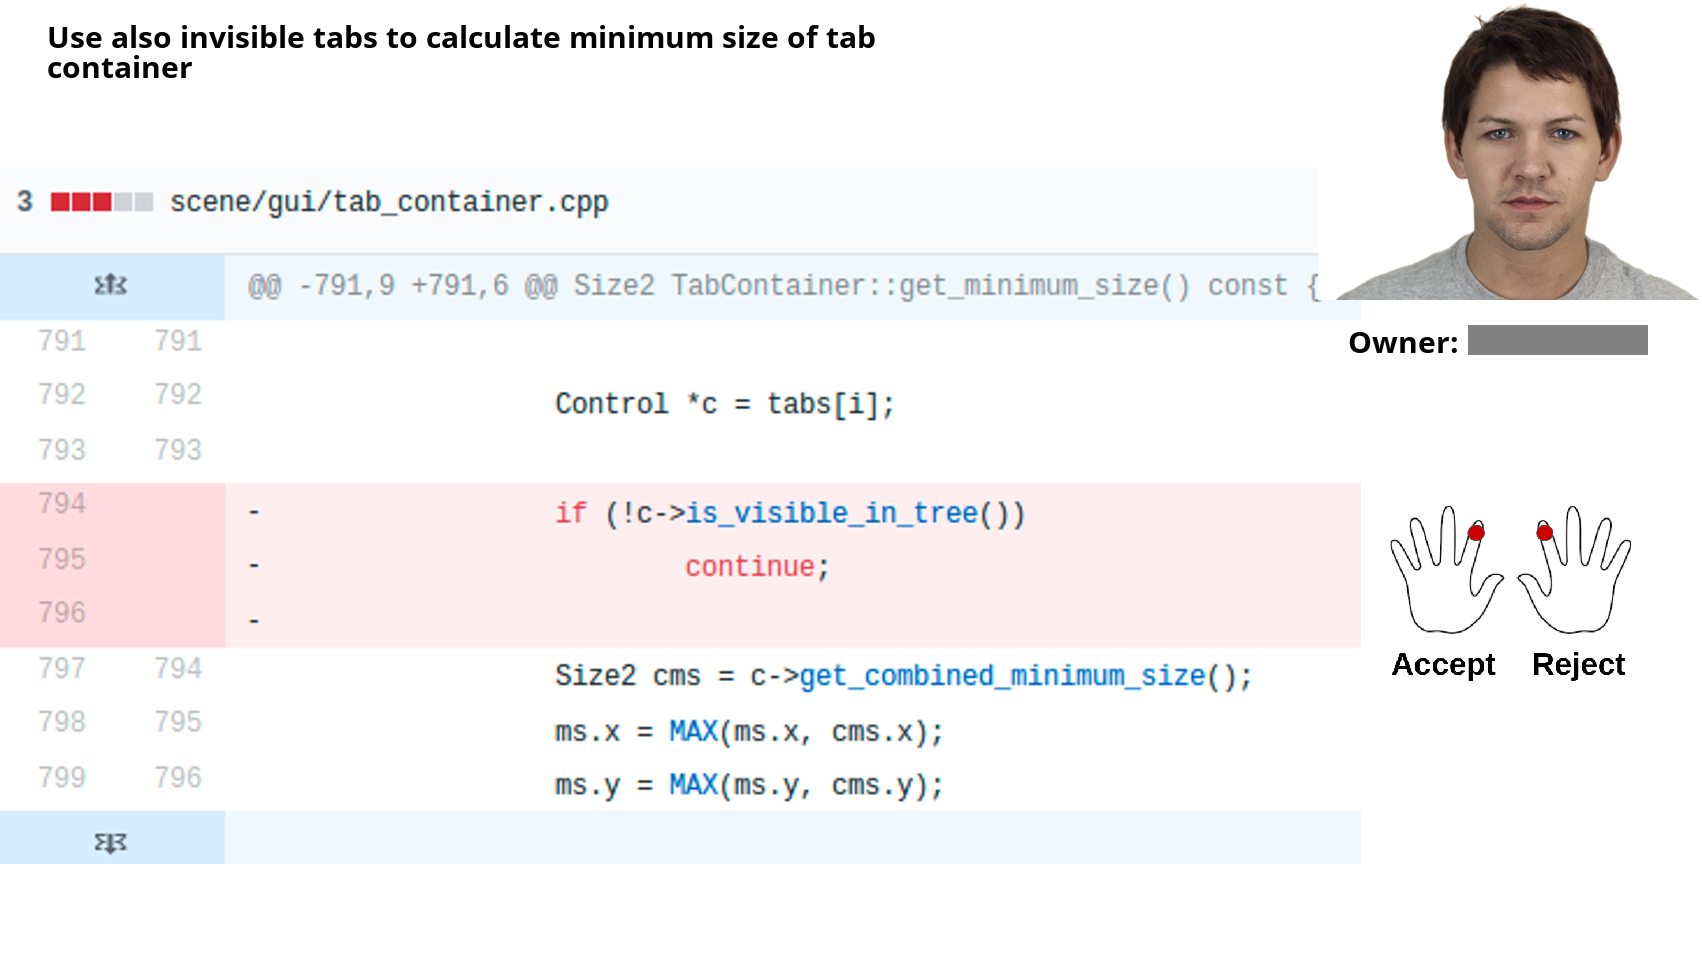 Use also invisible tabs to calculate minimum size of tab
container
3 scene/gui/tab_container.cpp
@@ -791,9 +791,6 @@ Size2 TabContainer::get_minimum_size() const {
791 791
792 792 Control *c = tabs[i];
793 793
794 - if (!c->is_visible_in_tree())
795 - continue;
796 -
797 794 Size2 cms = c->get_combined_minimum_size();
798 795 ms.x = MAX(ms.x, cms.x);
799 796 ms.y = MAX(ms.y, cms.y);
Owner:
Accept Reject